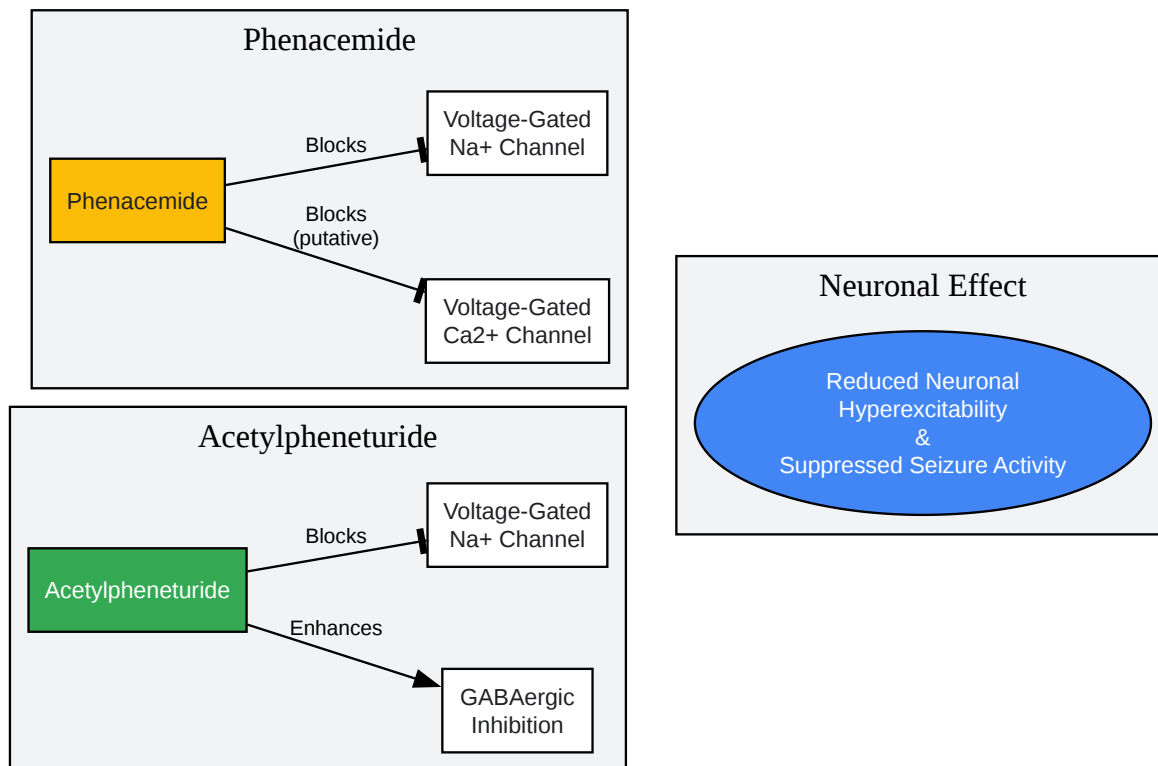 Phenacemide
Voltage-Gated
Na+ Channel
Blocks
Phenacemide
Blocks
(putative)
Voltage-Gated
Ca2+ Channel
Acetylpheneturide
Voltage-Gated
Na+ Channel
Blocks
Acetylpheneturide
Enhances
GABAergic
Inhibition
Neuronal Effect
Reduced Neuronal
Hyperexcitability
&
Suppressed Seizure Activity